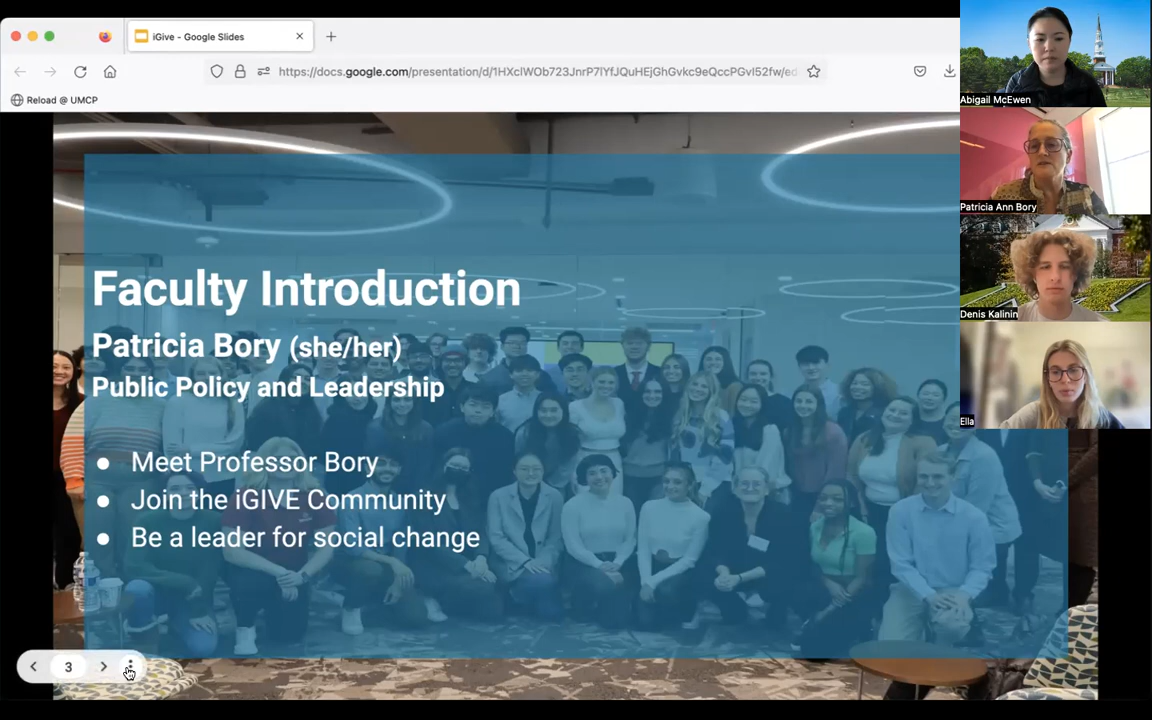 iGive - Google Slides
https://docs.google.com/presentation/d/1HXclWOb723JnrP7lYfJQuHEjGhGvkc9eQccPGvI52fw/ed
Reload @ UMCP
Faculty Introduction
Patricia Bory (she/her)
Public Policy and Leadership
● Meet Professor Bory
● Join the iGIVE Community
● Be a leader for social change
3
Abigail McEwen
Patricia Ann Bory
Denis Kalinin
Ella